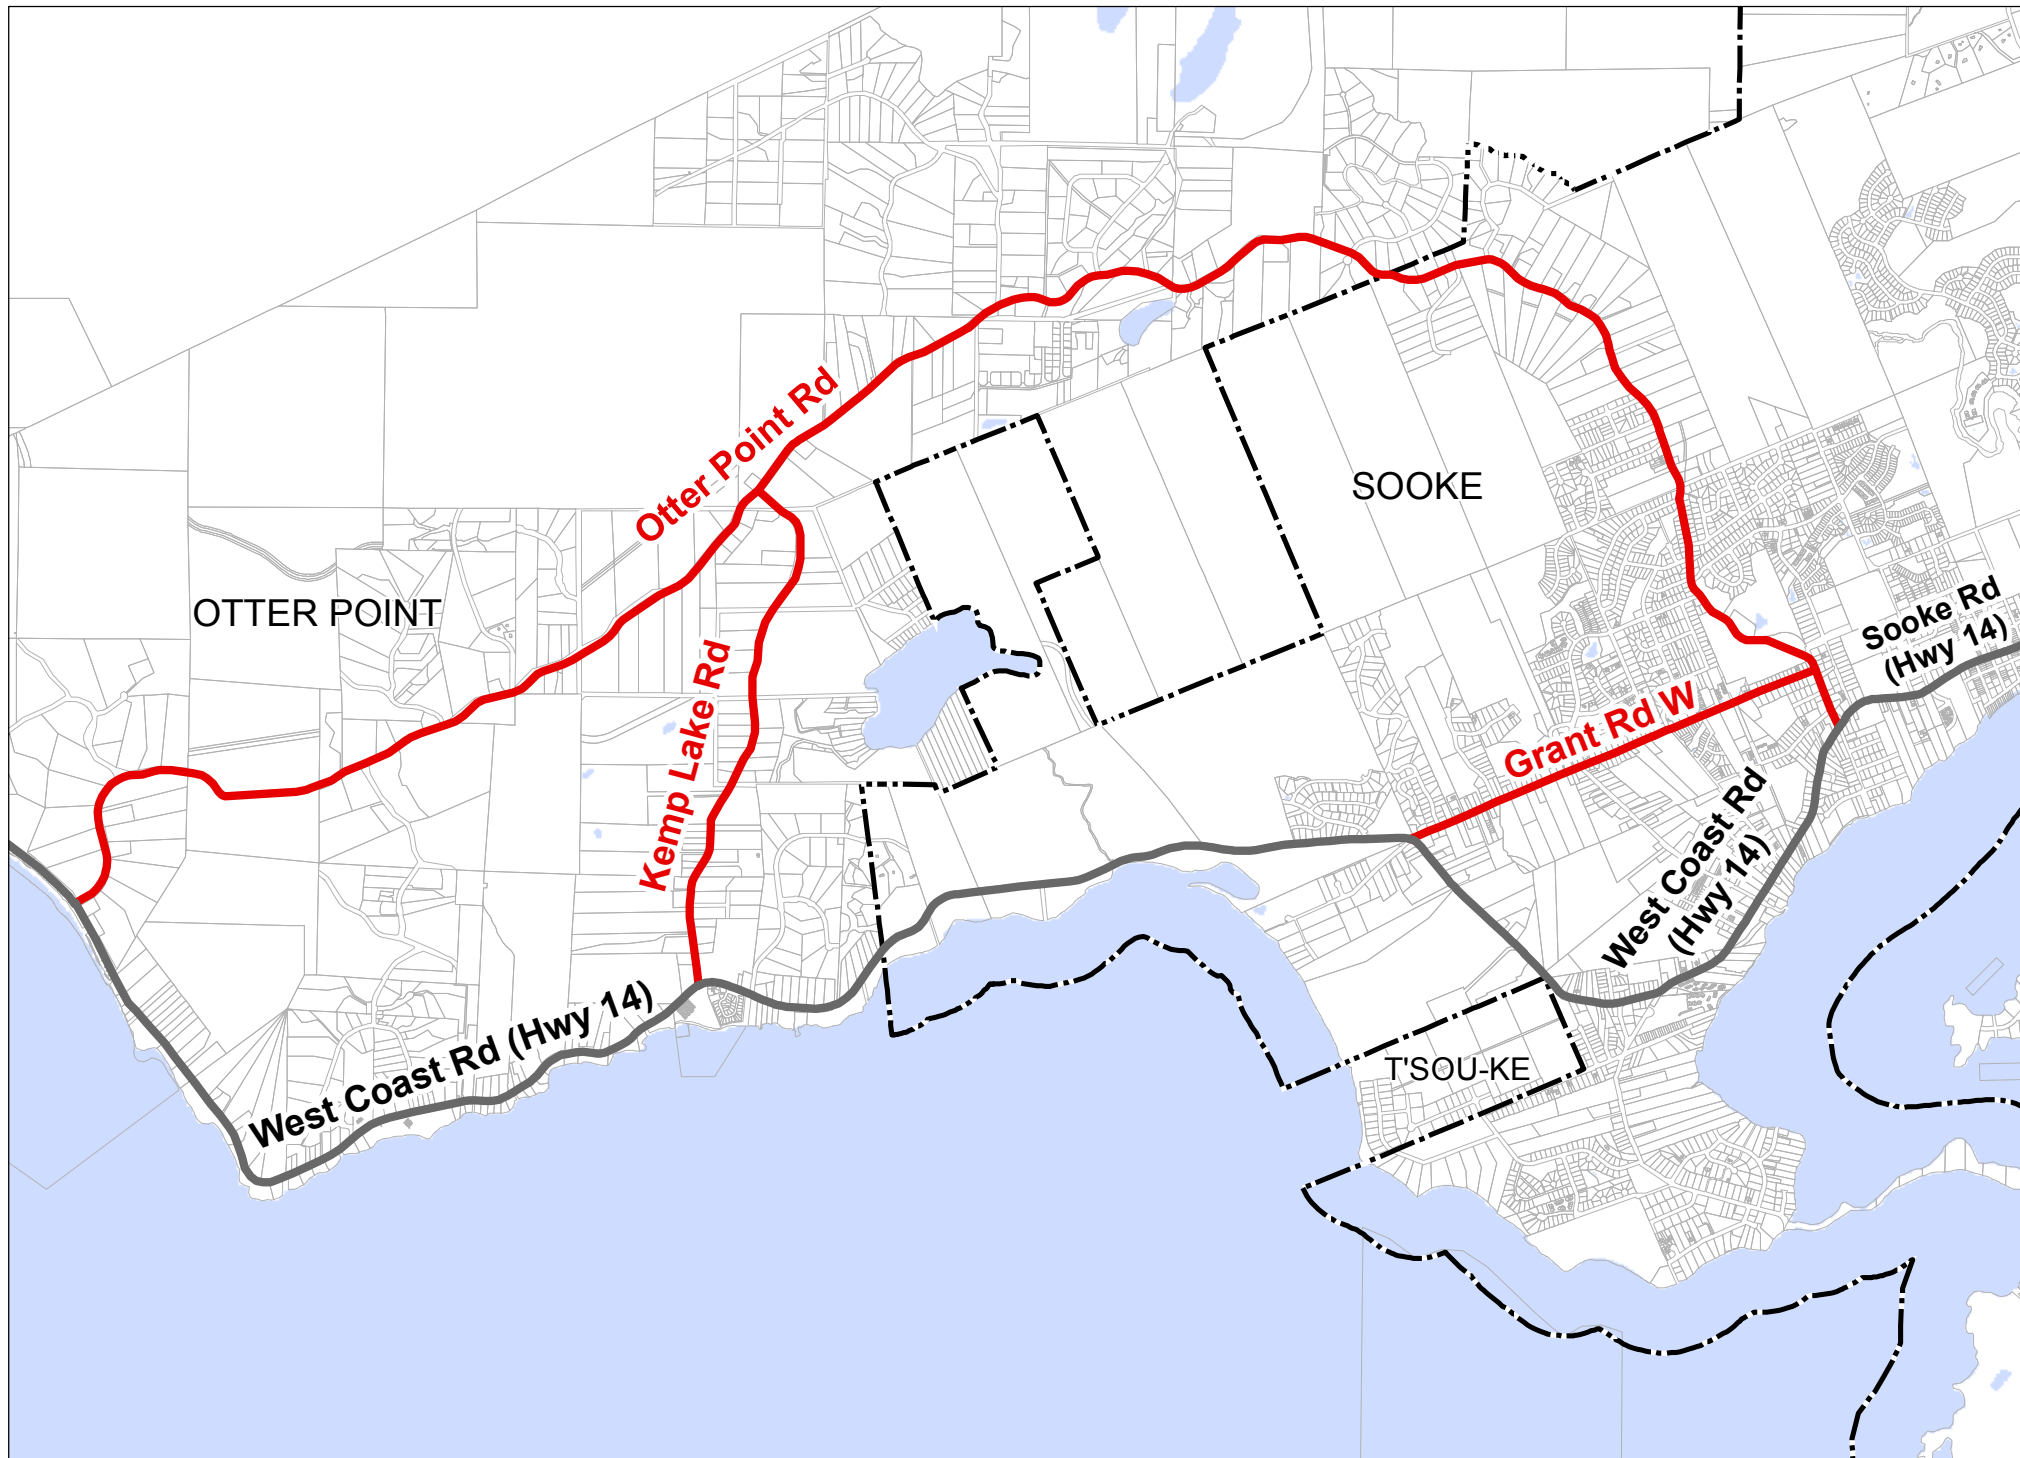 Otter Point Rd
SOOKE
OTTER POINT
Sooke Rd
(Hwy 14)
Kemp Lake Rd
Grant Rd W
West Coast Rd
(Hwy 14)
West Coast Rd (Hwy 14)
T'SOU-KE